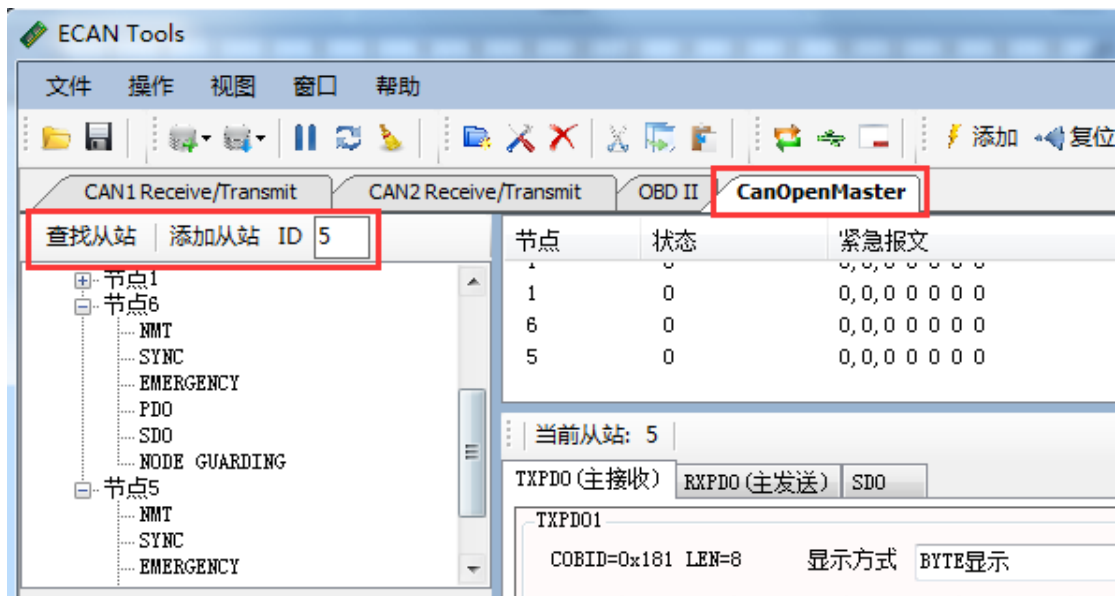 ECAN Tools
文件 操作 视图 窗口 帮助
添加 复位
CAN1 Receive/Transmit CAN2 Receive/Transmit OBD II CanOpenMaster
查找从站 添加从站 ID 5
节点1
节点6
NMT
SYNC
EMERGENCY
PDO
SDO
NODE GUARDING
节点5
NMT
SYNC
EMERGENCY
节点 状态 紧急报文
1 0 0,0,0 0 0 0 0
6 0 0,0,0 0 0 0 0
5 0 0,0,0 0 0 0 0
当前从站: 5
TXPDO(主接收) RXPDO(主发送) SDO
TXPDO1
COBID=0x181 LEN=8 显示方式 BYTE显示